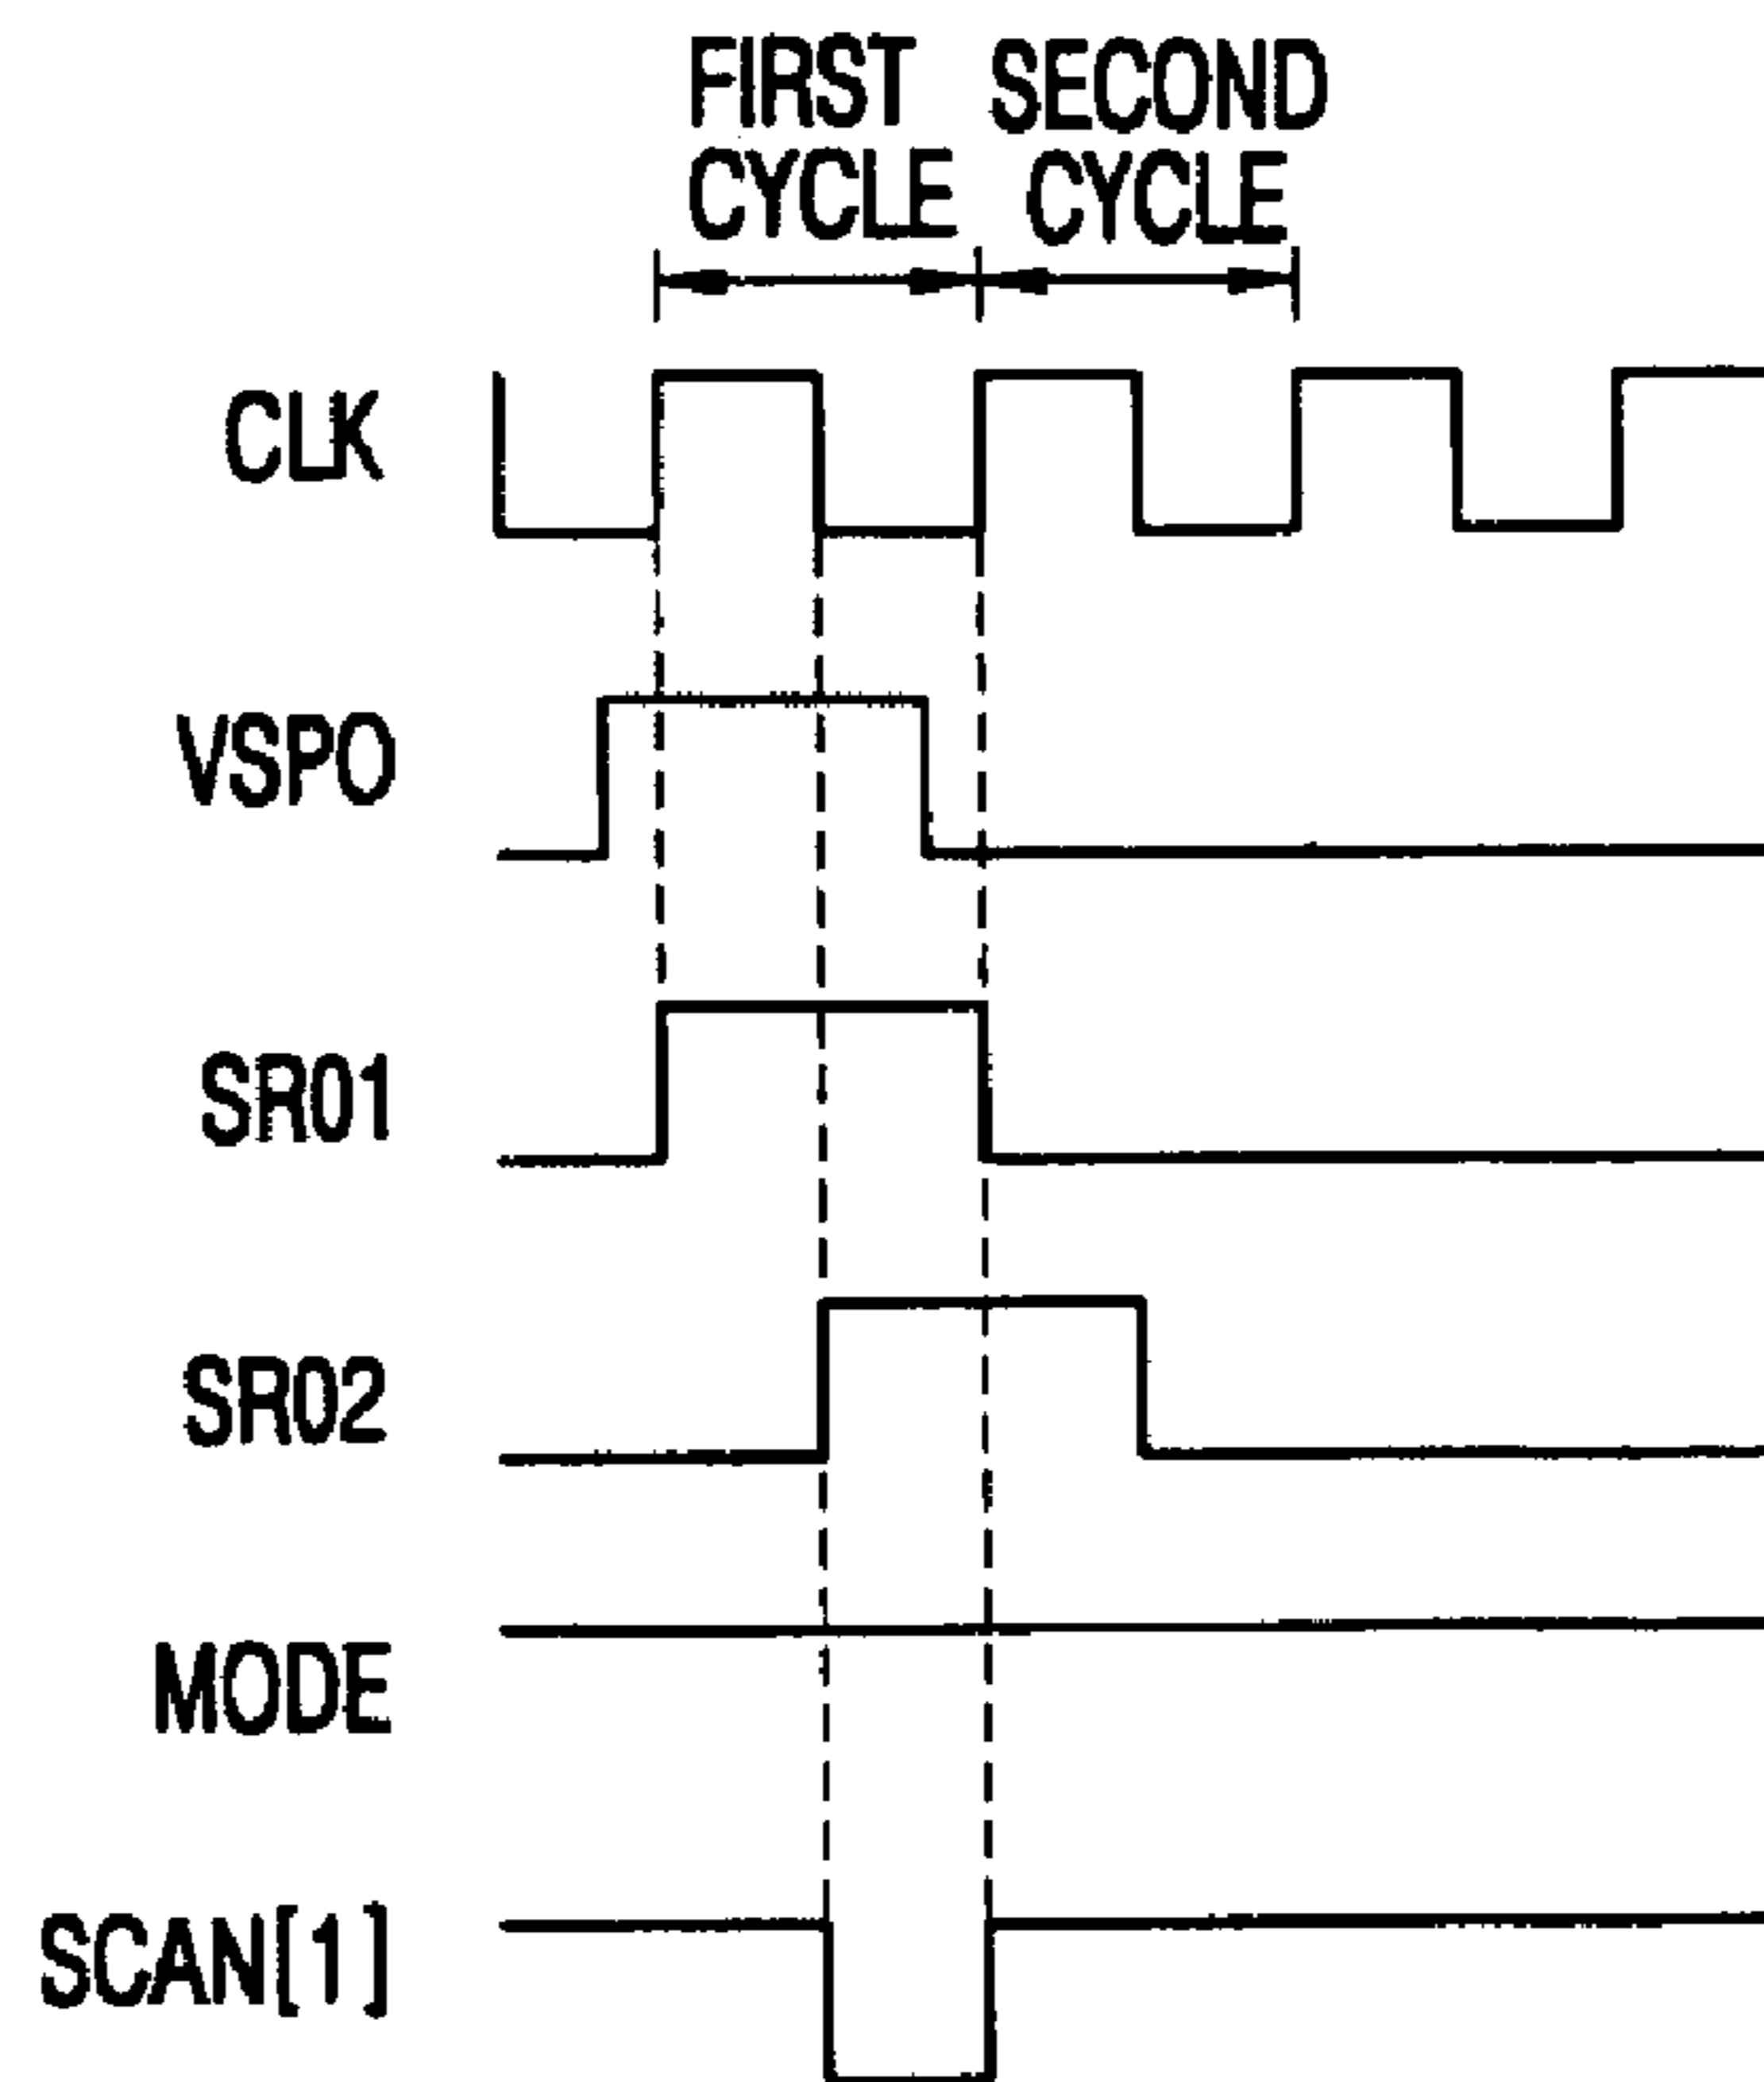 FIRST SECOND
CYCLE CYCLE
CLK
VSPO
SR01
SR02
MODE
SCAN[1]